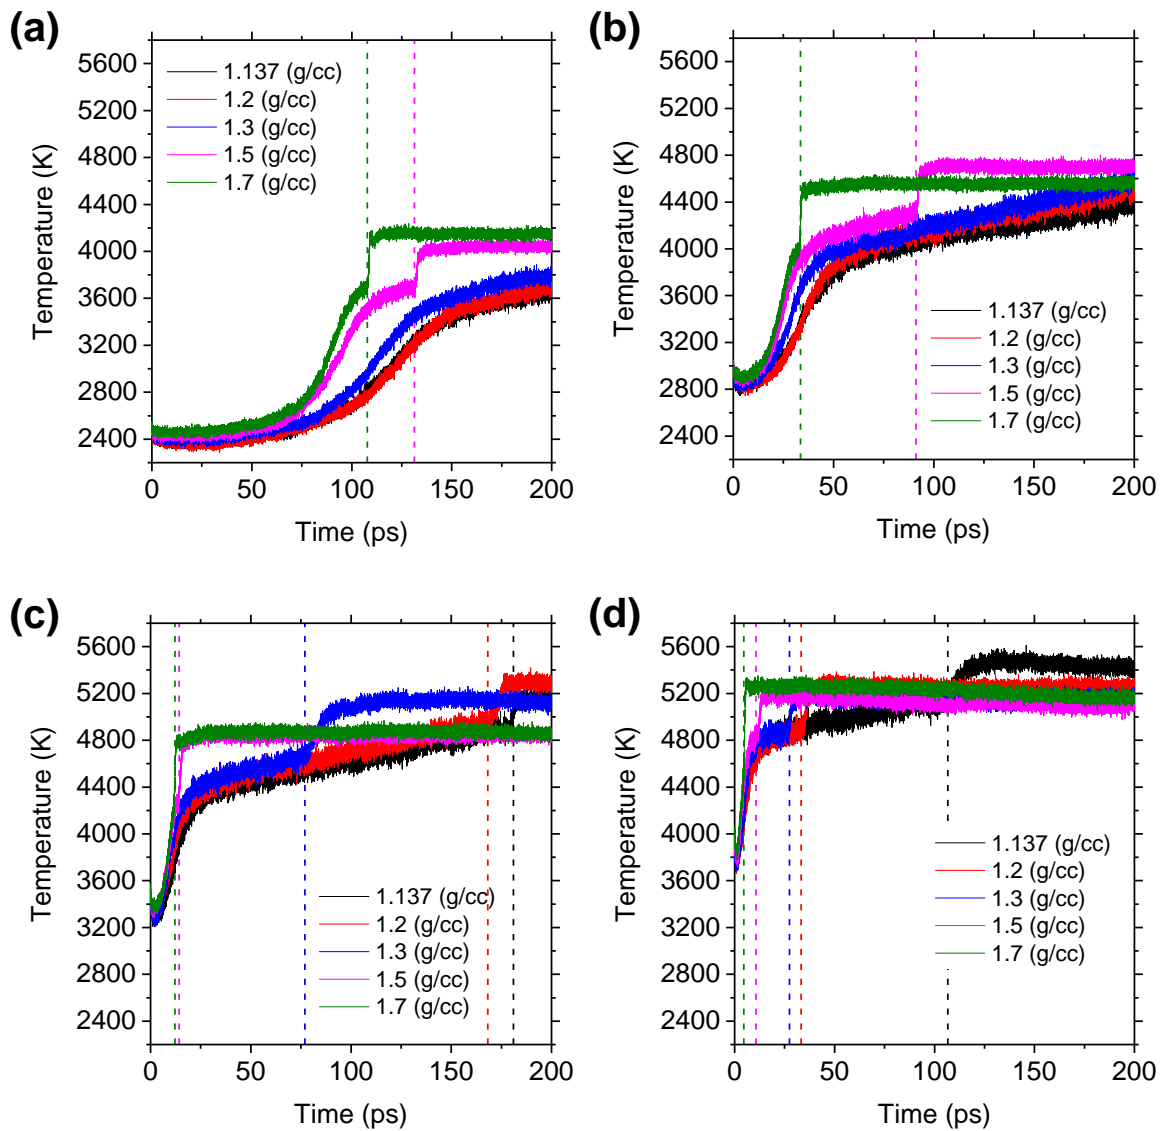 (a)
Temperature (K)
5600
5200
4800
4400
4000
3600
3200
2800
2400
1.137 (g/cc)
1.2 (g/cc)
1.3 (g/cc)
1.5 (g/cc)
1.7 (g/cc)
0 50 100 150 200
Time (ps)
(b)
Temperature (K)
5600
5200
4800
4400
4000
3600
3200
2800
2400
1.137 (g/cc)
1.2 (g/cc)
1.3 (g/cc)
1.5 (g/cc)
1.7 (g/cc)
0 50 100 150 200
Time (ps)
(c)
Temperature (K)
5600
5200
4800
4400
4000
3600
3200
2800
2400
1.137 (g/cc)
1.2 (g/cc)
1.3 (g/cc)
1.5 (g/cc)
1.7 (g/cc)
0 50 100 150 200
Time (ps)
(d)
Temperature (K)
5600
5200
4800
4400
4000
3600
3200
2800
2400
1.137 (g/cc)
1.2 (g/cc)
1.3 (g/cc)
1.5 (g/cc)
1.7 (g/cc)
0 50 100 150 200
Time (ps)